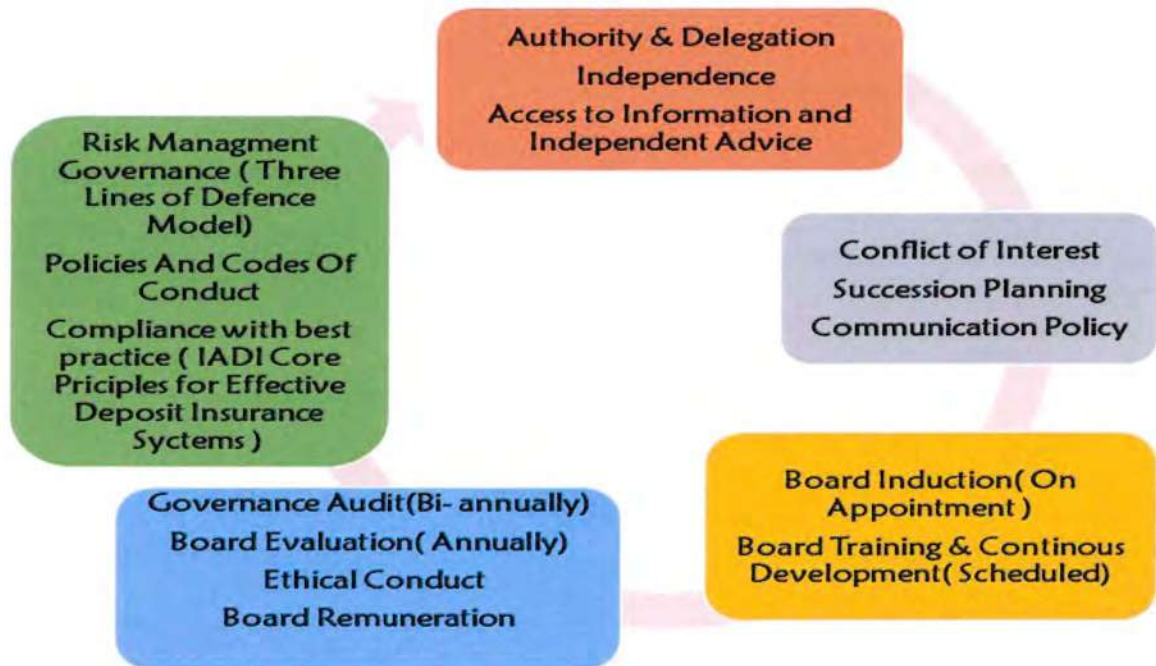 Authority & Delegation
Independence
Access to Information and
Independent Advice
Conflict of Interest
Succession Planning
Communication Policy
Board Induction( On
Appointment )
Board Training & Continous
Development( Scheduled)
Governance Audit(Bi- annually)
Board Evaluation( Annually)
Ethical Conduct
Board Remuneration
Risk Managment
Governance ( Three
Lines of Defence
Model)
Policies And Codes Of
Conduct
Compliance with best
practice ( IADI Core
Priciples for Effective
Deposit Insurance
Syctems )